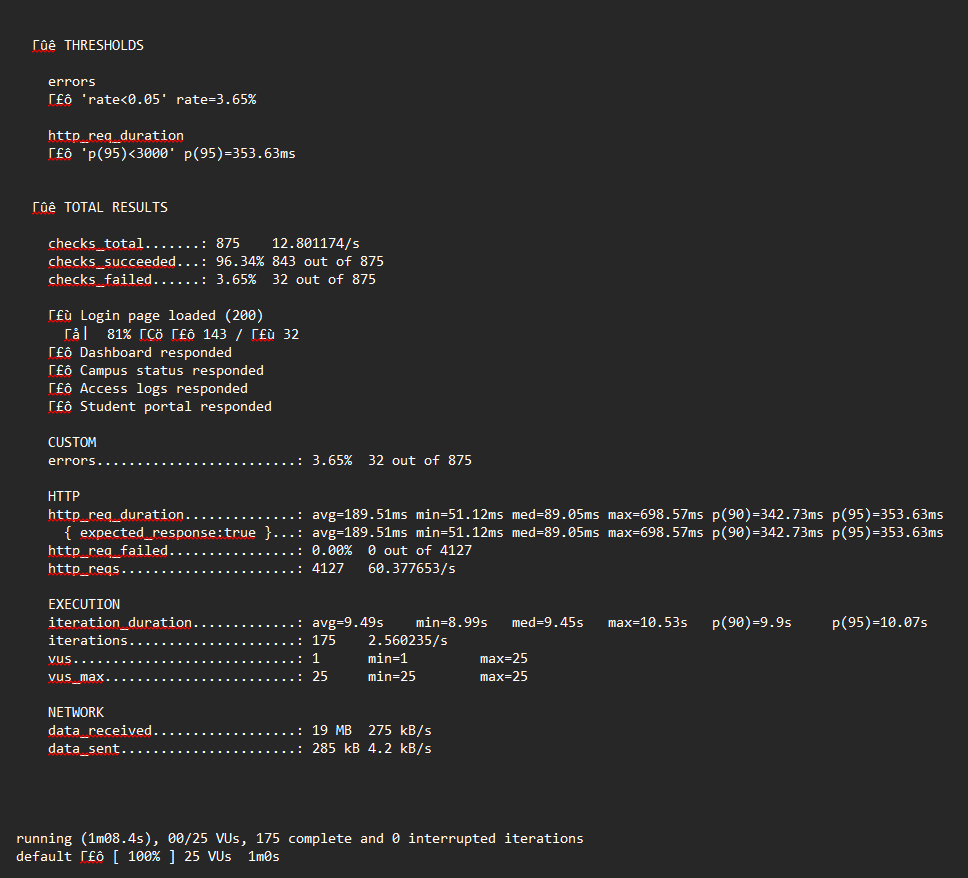 Γûê THRESHOLDS
errors
Γ£ô 'rate<0.05' rate=3.65%
http_req_duration
Γ£ô 'p(95)<3000' p(95)=353.63ms
Γûê TOTAL RESULTS
checks_total.......: 875    12.801174/s
checks_succeeded...: 96.34% 843 out of 875
checks_failed......: 3.65%  32 out of 875
Γ£ù Login page loaded (200)
Γå│  81% ΓÇö Γ£ô 143 / Γ£ù 32
Γ£ô Dashboard responded
Γ£ô Campus status responded
Γ£ô Access logs responded
Γ£ô Student portal responded
CUSTOM
errors.........................: 3.65%  32 out of 875
HTTP
http_req_duration..............: avg=189.51ms min=51.12ms med=89.05ms max=698.57ms p(90)=342.73ms p(95)=353.63ms
{ expected_response:true }...: avg=189.51ms min=51.12ms med=89.05ms max=698.57ms p(90)=342.73ms p(95)=353.63ms
http_req_failed................: 0.00%  0 out of 4127
http_reqs......................: 4127   60.377653/s
EXECUTION
iteration_duration.............: avg=9.49s    min=8.99s   med=9.45s   max=10.53s   p(90)=9.9s     p(95)=10.07s
iterations.....................: 175    2.560235/s
vus............................: 1      min=1         max=25
vus_max........................: 25     min=25        max=25
NETWORK
data_received..................: 19 MB  275 kB/s
data_sent......................: 285 kB 4.2 kB/s
running (1m08.4s), 00/25 VUs, 175 complete and 0 interrupted iterations
default Γ£ô [ 100% ] 25 VUs  1m0s